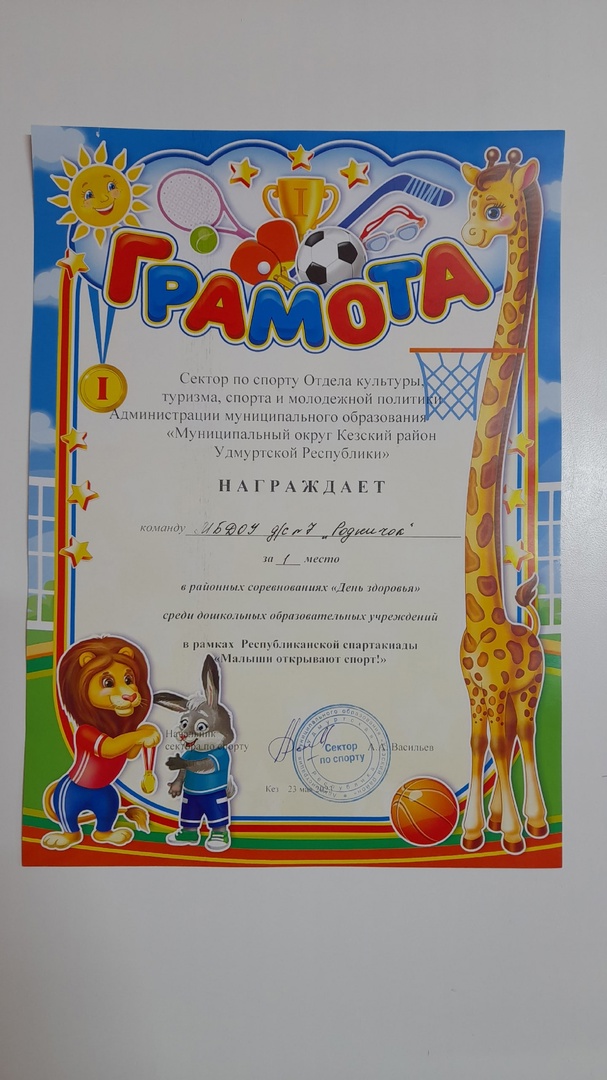 I
ГРАМОТА
I
Сектор по спорту Отдела культуры,
туризма, спорта и молодежной политики
Администрации муниципального образования
«Муниципальный округ Кезский район
Удмуртской Республики»
НАГРАЖДАЕТ
команду МБДОУ д/с №7 „Родничок"
за 1 место
в районных соревнованиях «День здоровья»
среди дошкольных образовательных учреждений
в рамках Республиканской спартакиады
«Малыши открывают спорт!»
Начальник
сектора по спорту
Сектор
по спорту
А.А. Васильев
Кез 23 мая